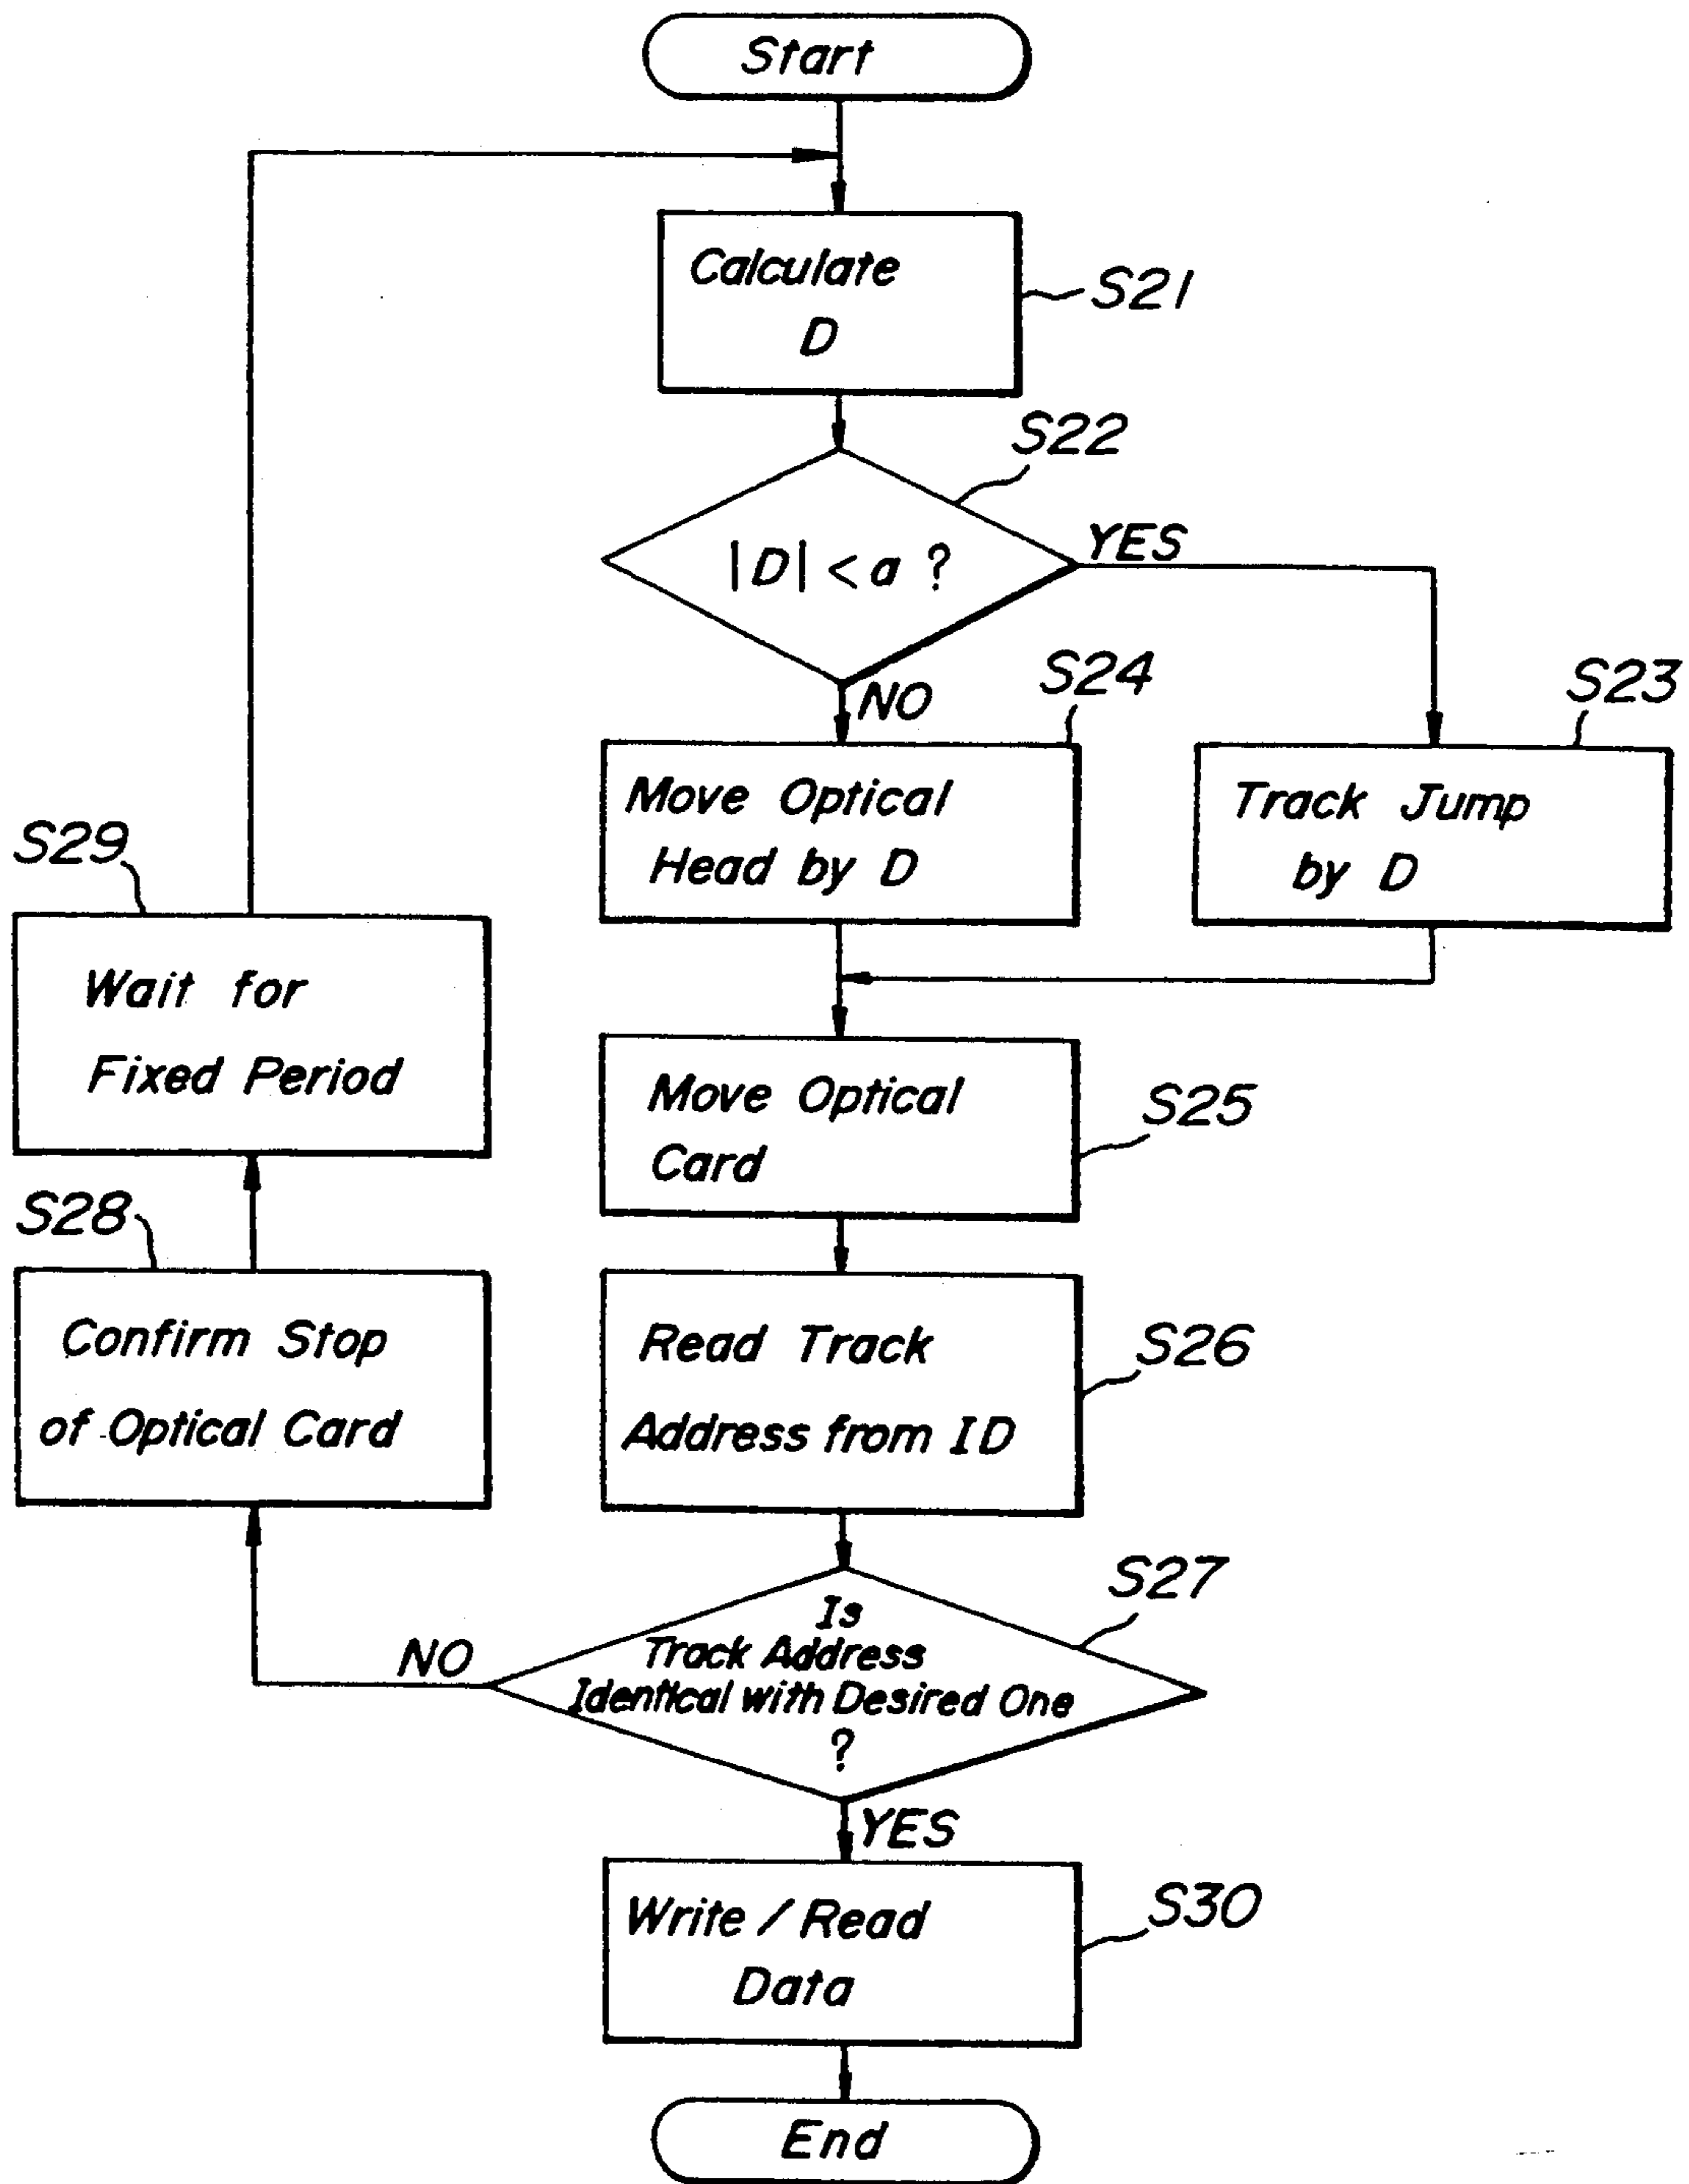 Start
Calculate
D
S21
S22
|D| < a ?
YES
NO
S24
S23
Move Optical
Head by D
Track Jump
by D
S29
Wait for
Fixed Period
Move Optical
Card
S25
S28
Confirm Stop
of Optical Card
Read Track
Address from ID
S26
S27
Is
Track Address
Identical with Desired One
?
NO
YES
Write / Read
Data
S30
End